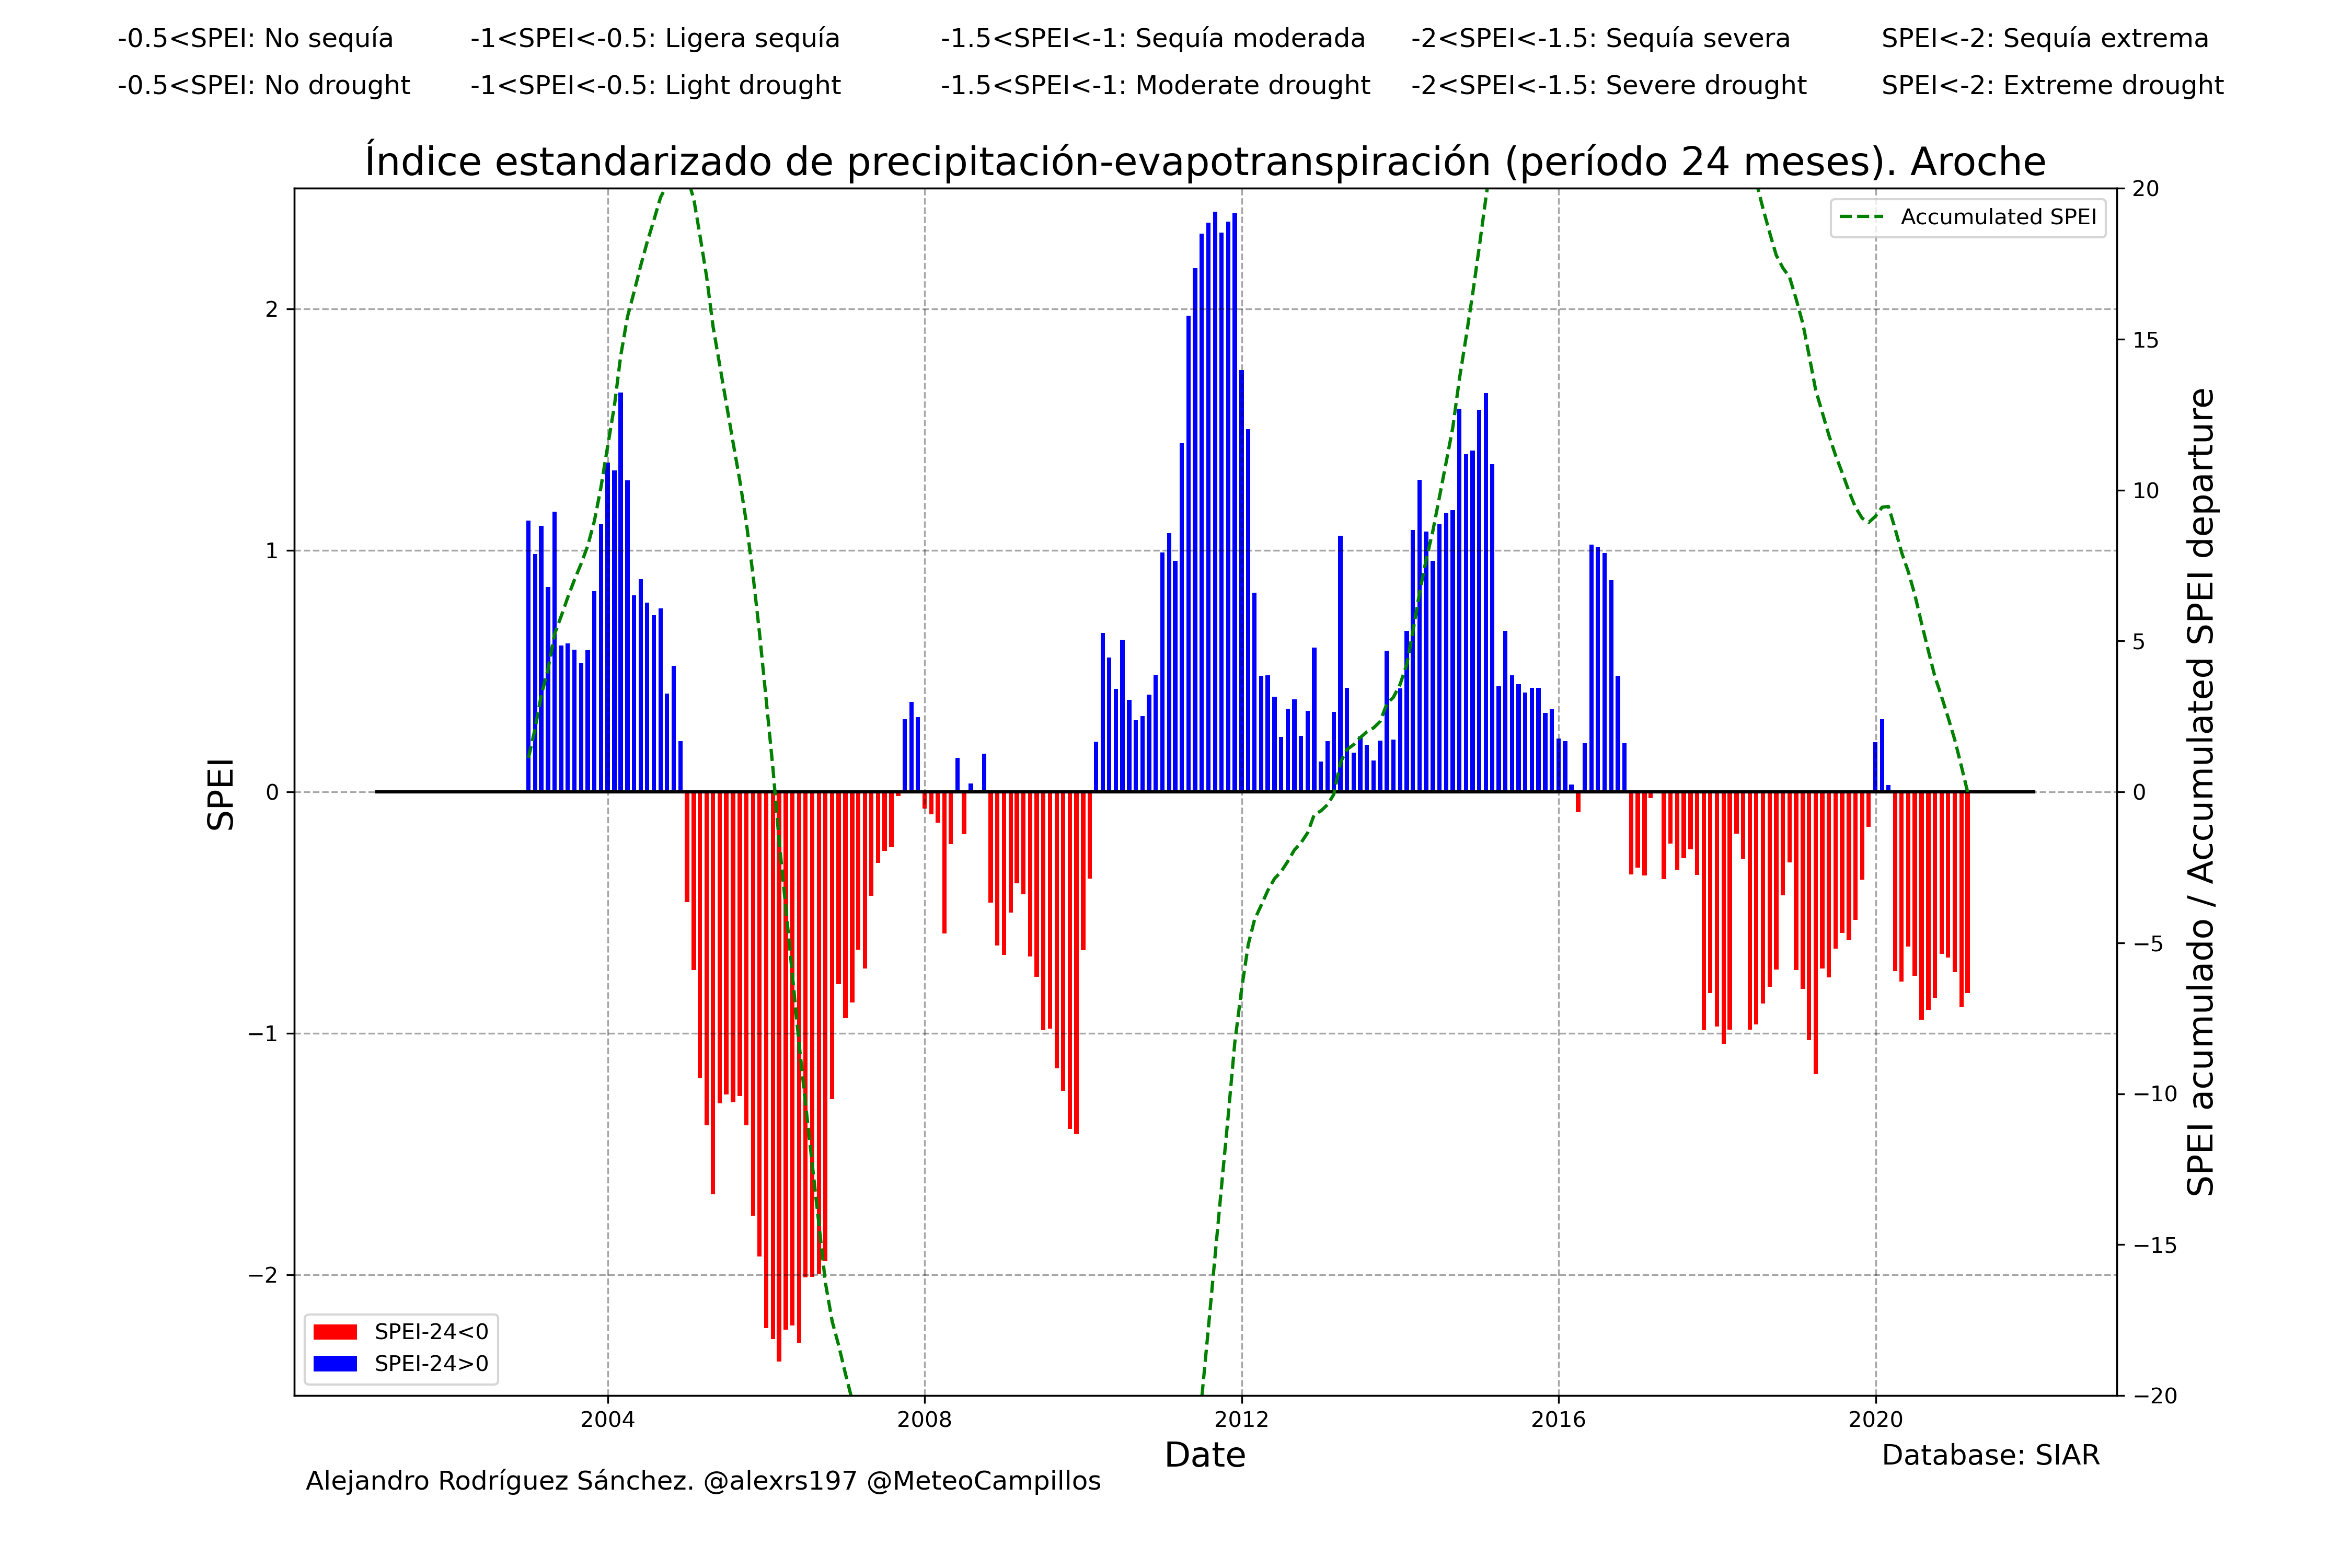 -0.5<SPEI: No sequía
-1<SPEI<-0.5: Ligera sequía
-1.5<SPEI<-1: Sequía moderada
-2<SPEI<-1.5: Sequía severa
SPEI<-2: Sequía extrema
-0.5<SPEI: No drought
-1<SPEI<-0.5: Light drought
-1.5<SPEI<-1: Moderate drought
-2<SPEI<-1.5: Severe drought
SPEI<-2: Extreme drought
Índice estandarizado de precipitación-evapotranspiración (período 24 meses). Aroche
Accumulated SPEI
SPEI
2
1
0
−1
−2
20
15
10
5
0
−5
−10
−15
−20
SPEI acumulado / Accumulated SPEI departure
SPEI-24<0
SPEI-24>0
2004
2008
2012
2016
2020
Date
Database: SIAR
Alejandro Rodríguez Sánchez. @alexrs197 @MeteoCampillos